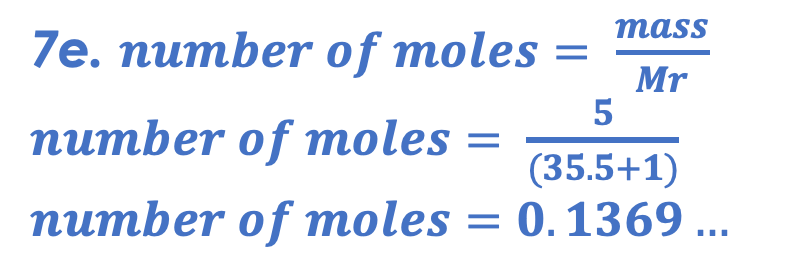 7e. number of moles = mass / Mr
number of moles = 5 / (35.5+1)
number of moles = 0.1369 ...